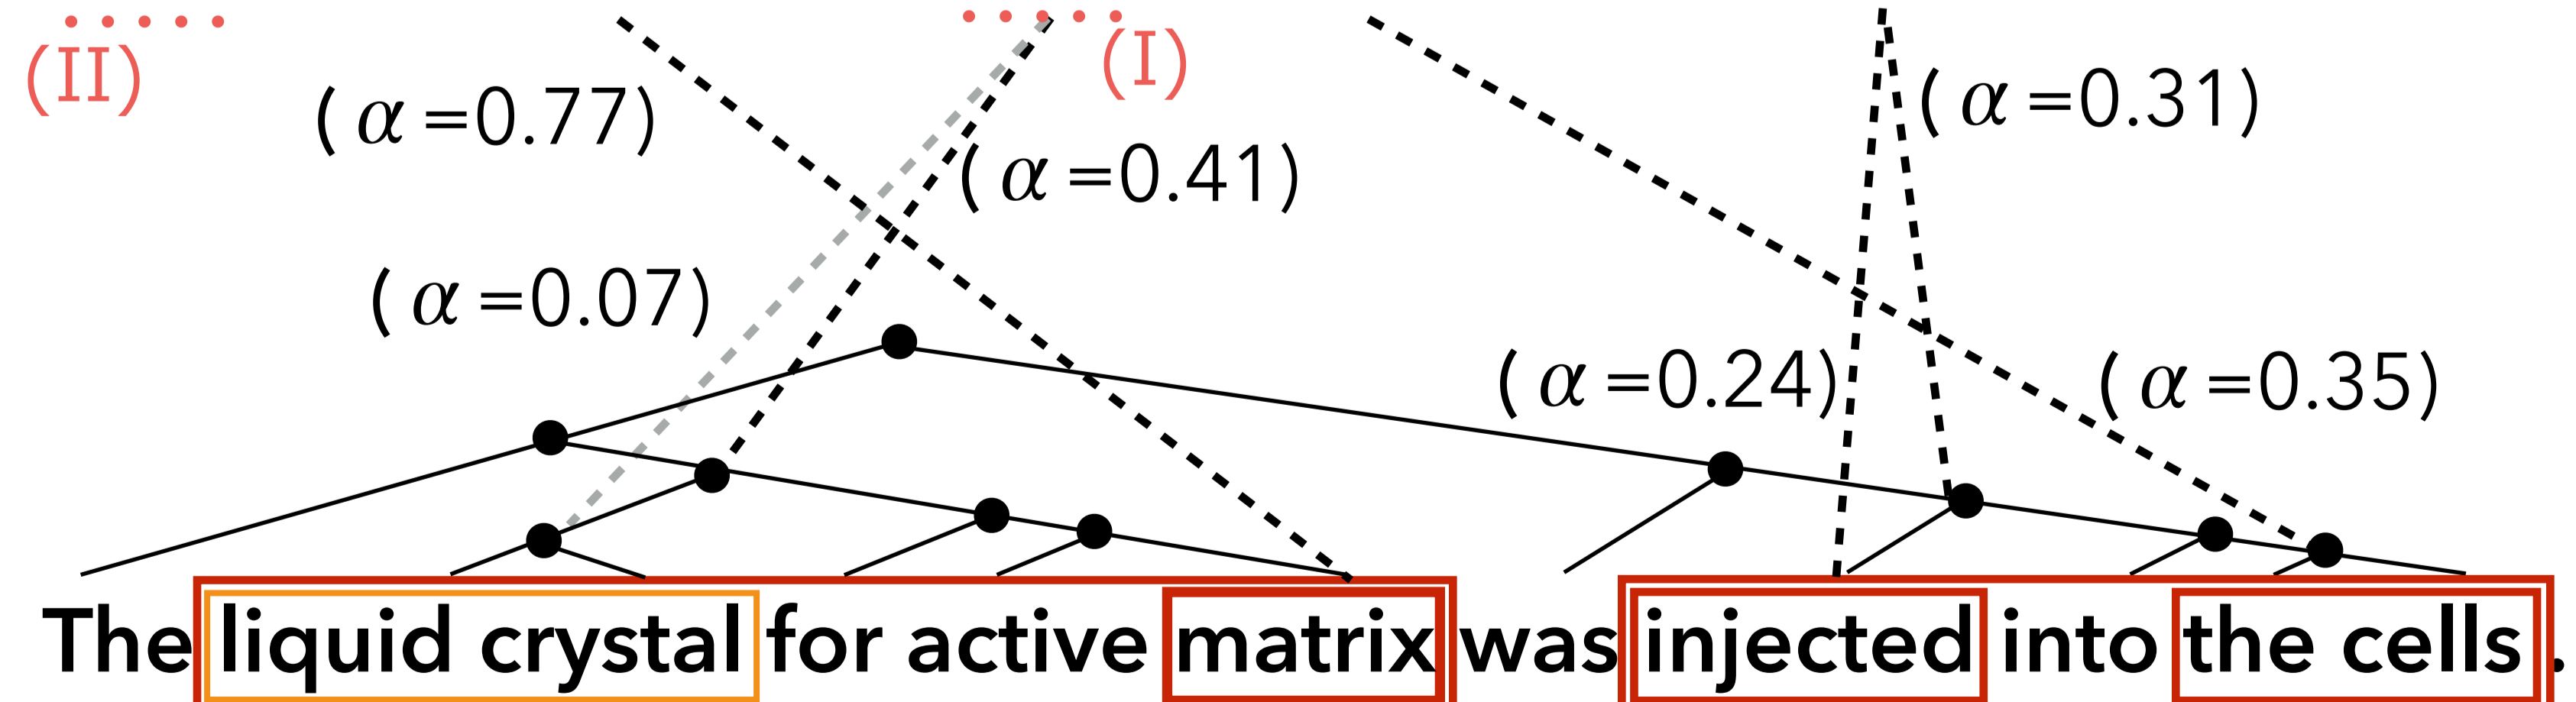 (II)
(I)
(α=0.77)
(α=0.31)
(α=0.41)
(α=0.07)
(α=0.24)
(α=0.35)
The liquid crystal for active matrix was injected into the cells.